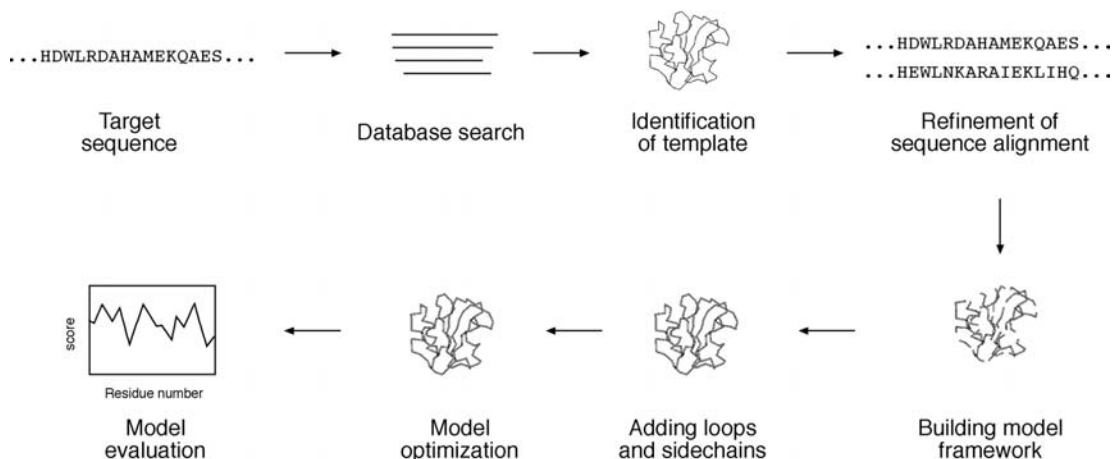 ...HDWLRDAHAMEKQAES...
Target
sequence
Database search
Identification
of template
...HDWLRDAHAMEKQAES...
...HEWLNKARAIEKLIHQ...
Refinement of
sequence alignment
score
Residue number
Model
evaluation
Model
optimization
Adding loops
and sidechains
Building model
framework